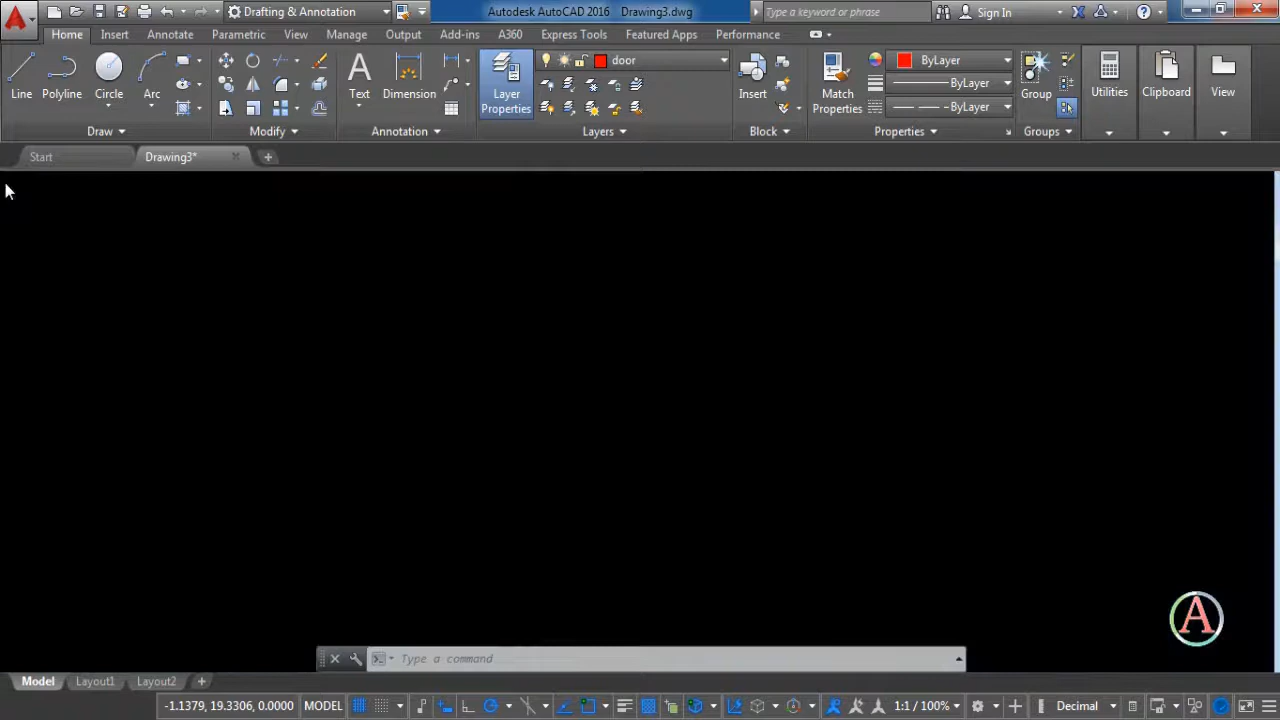 Drafting & Annotation
Autodesk AutoCAD 2016 Drawing3.dwg
Type a keyword or phrase
Sign In
Home Insert Annotate Parametric View Manage Output Add-ins A360 Express Tools Featured Apps Performance
door
ByLayer
ByLayer
ByLayer
Line Polyline Circle Arc Text Dimension Layer Properties Insert Match Properties Group Utilities Clipboard View
Draw Modify Annotation Layers Block Properties Groups
Start Drawing3*
A
Type a command
Model Layout1 Layout2
-1.1379, 19.3306, 0.0000 MODEL 1:1 / 100% Decimal